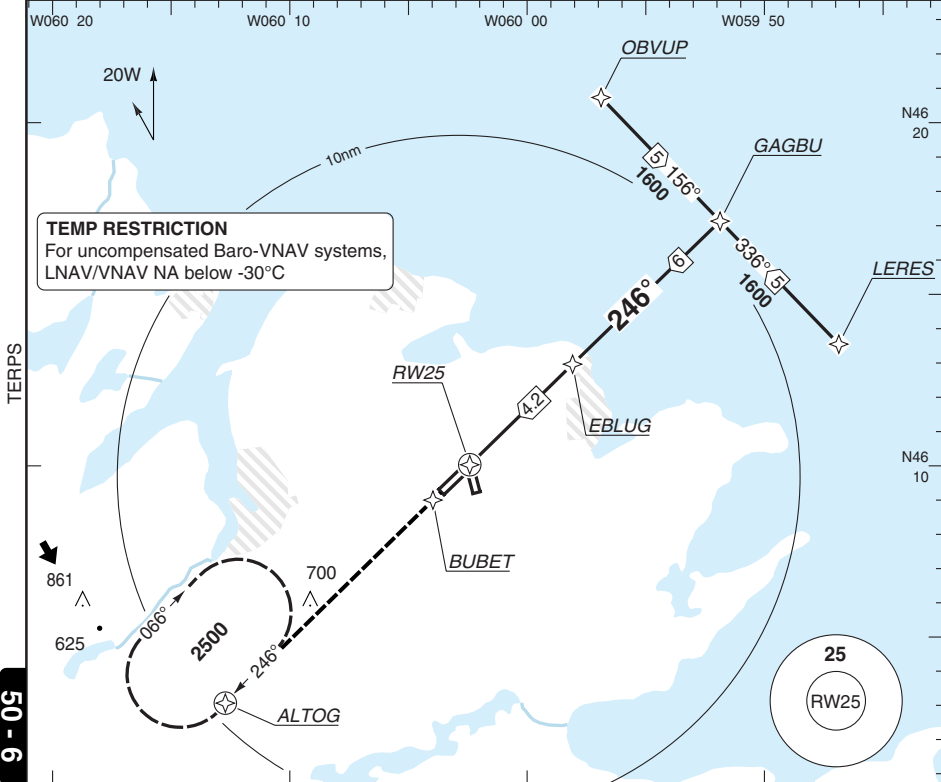 W060 20
W060 10
W060 00
W059 50
OBVUP
20W
N46
20
GAGBU
10nm
5
156°
1600
TEMP RESTRICTION
For uncompensated Baro-VNAV systems,
LNAV/VNAV NA below -30°C
6
336°
5
1600
LERES
246°
TERPS
RW25
4.2
EBLUG
N46
10
BUBET
861
700
625
066°
2500
246°
25
RW25
ALTOG
50 - 6